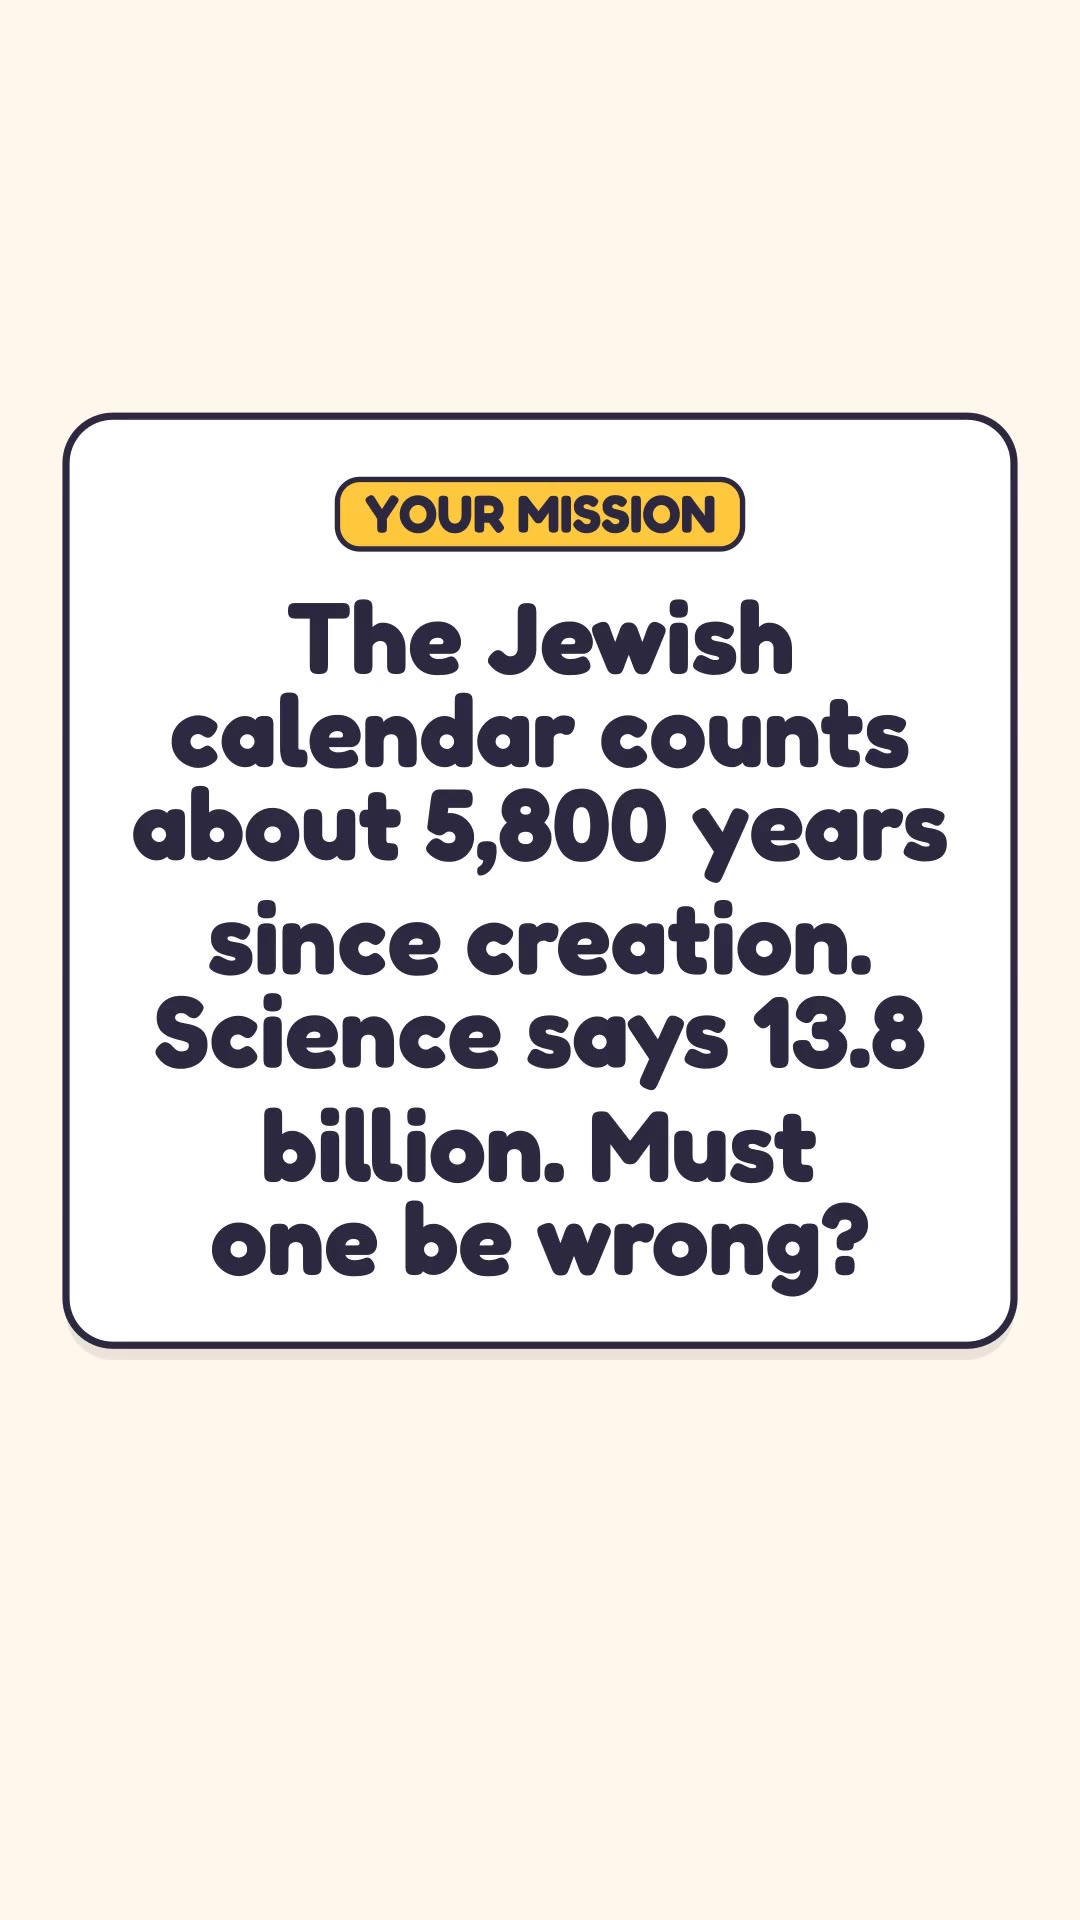 YOUR MISSION
The Jewish
calendar counts
about 5,800 years
since creation.
Science says 13.8
billion. Must
one be wrong?